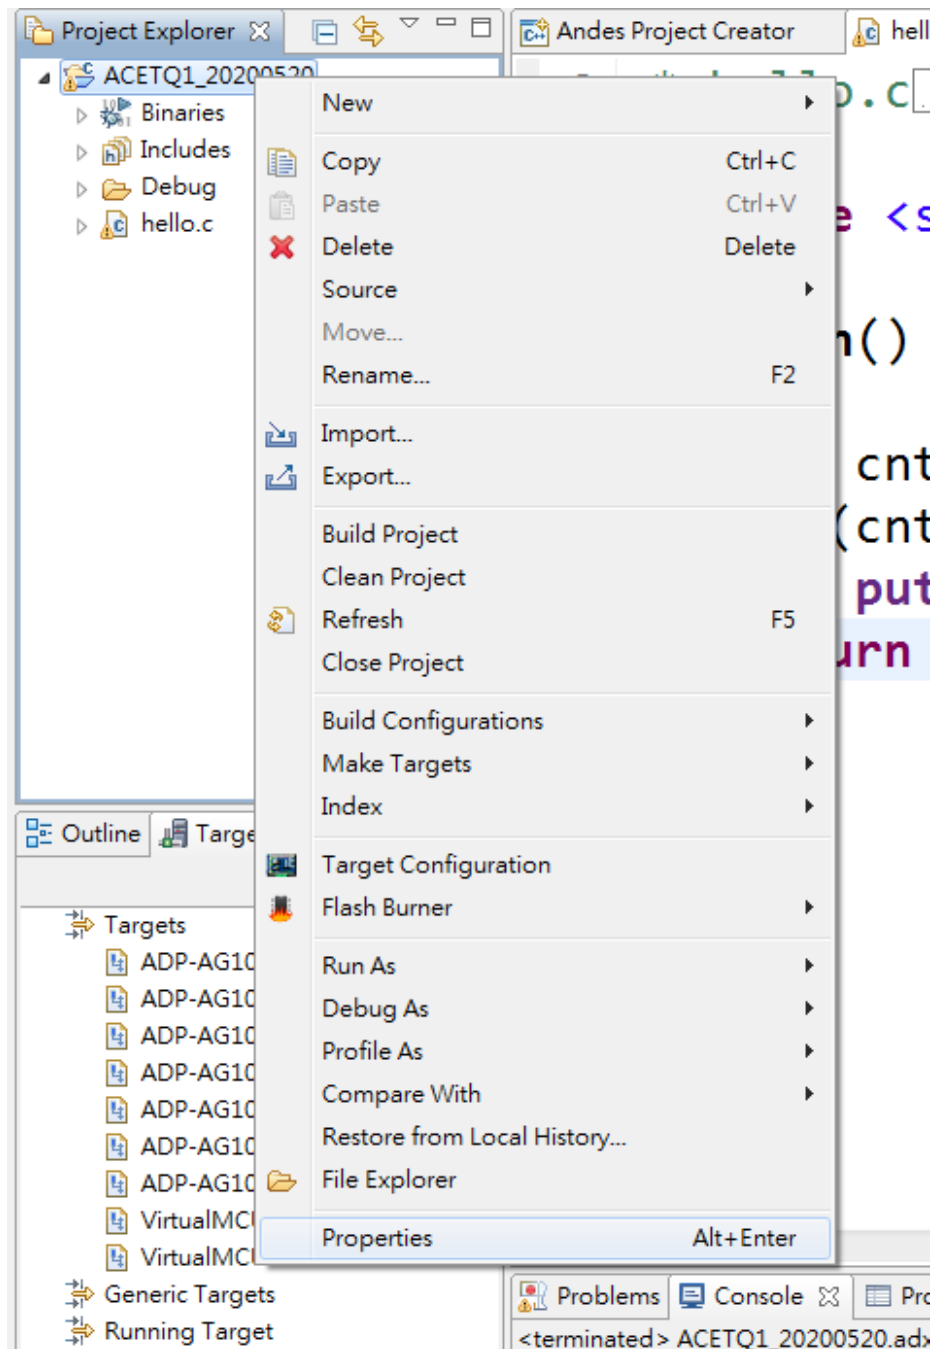 Project Explorer
Andes Project Creator
ACETQ1_20200520
Binaries
Includes
Debug
hello.c
New
Copy Ctrl+C
Paste Ctrl+V
Delete Delete
Source
Move...
Rename... F2
Import...
Export...
Build Project
Clean Project
Refresh F5
Close Project
Build Configurations
Make Targets
Index
Target Configuration
Flash Burner
Run As
Debug As
Profile As
Compare With
Restore from Local History...
File Explorer
Properties Alt+Enter
.c
<s
()
cnt
(cnt
put
urn
Outline
Targe
Targets
ADP-AG10
ADP-AG10
ADP-AG10
ADP-AG10
ADP-AG10
ADP-AG10
ADP-AG10
VirtualMC
VirtualMC
Generic Targets
Running Target
Problems Console
<terminated> ACETQ1_20200520.adx